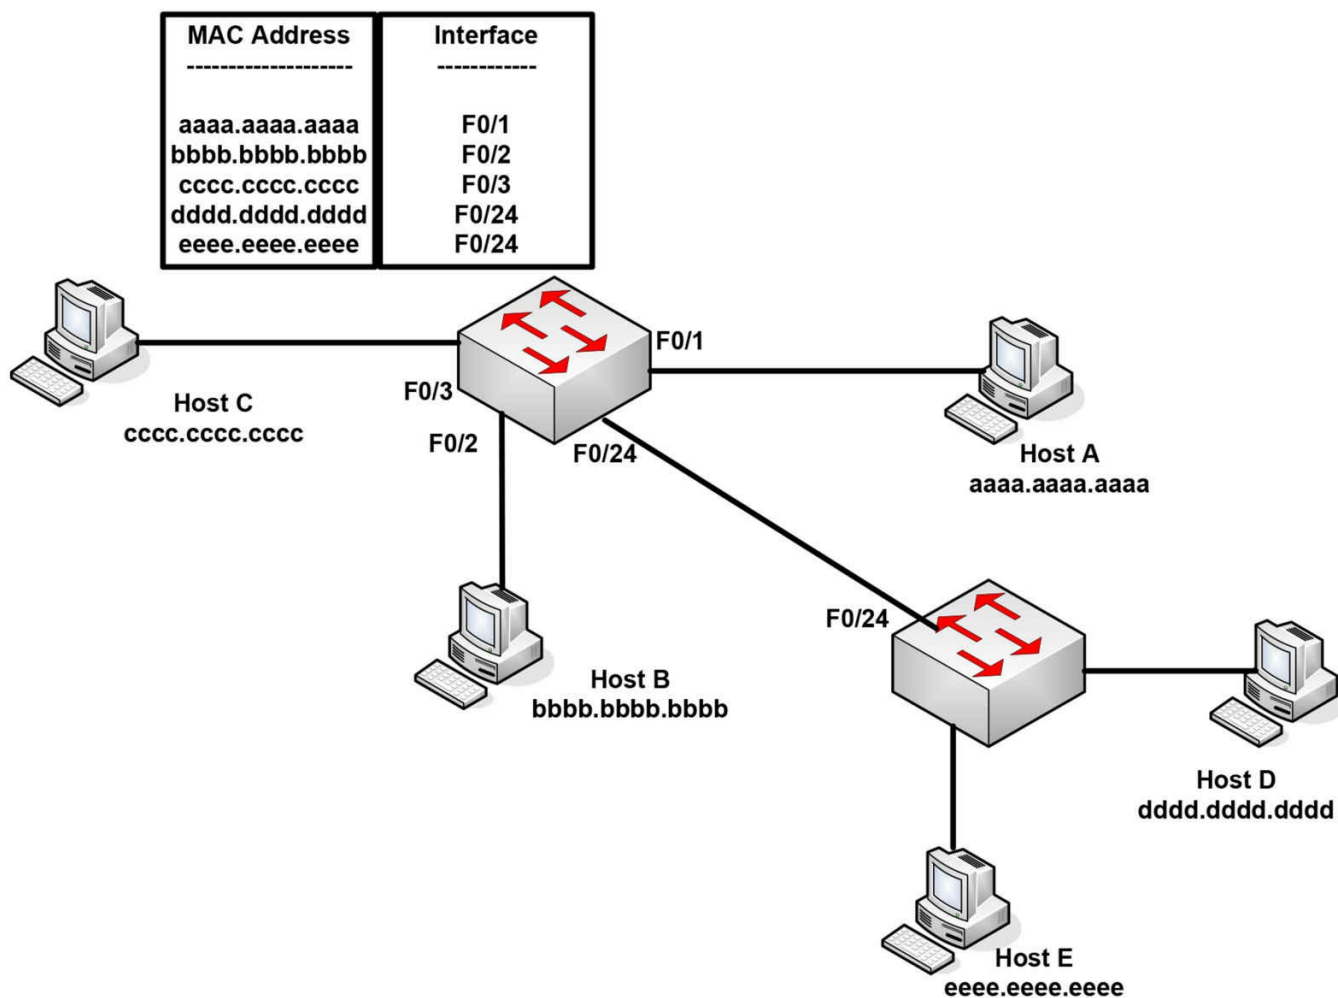 MAC Address Interface
-------------------- ------------
aaaa.aaaa.aaaa F0/1
bbbb.bbbb.bbbb F0/2
cccc.cccc.cccc F0/3
dddd.dddd.dddd F0/24
eeee.eeee.eeee F0/24
F0/1
F0/3
Host C
cccc.cccc.cccc
F0/2
F0/24
Host A
aaaa.aaaa.aaaa
F0/24
Host B
bbbb.bbbb.bbbb
Host D
dddd.dddd.dddd
Host E
eeee.eeee.eeee